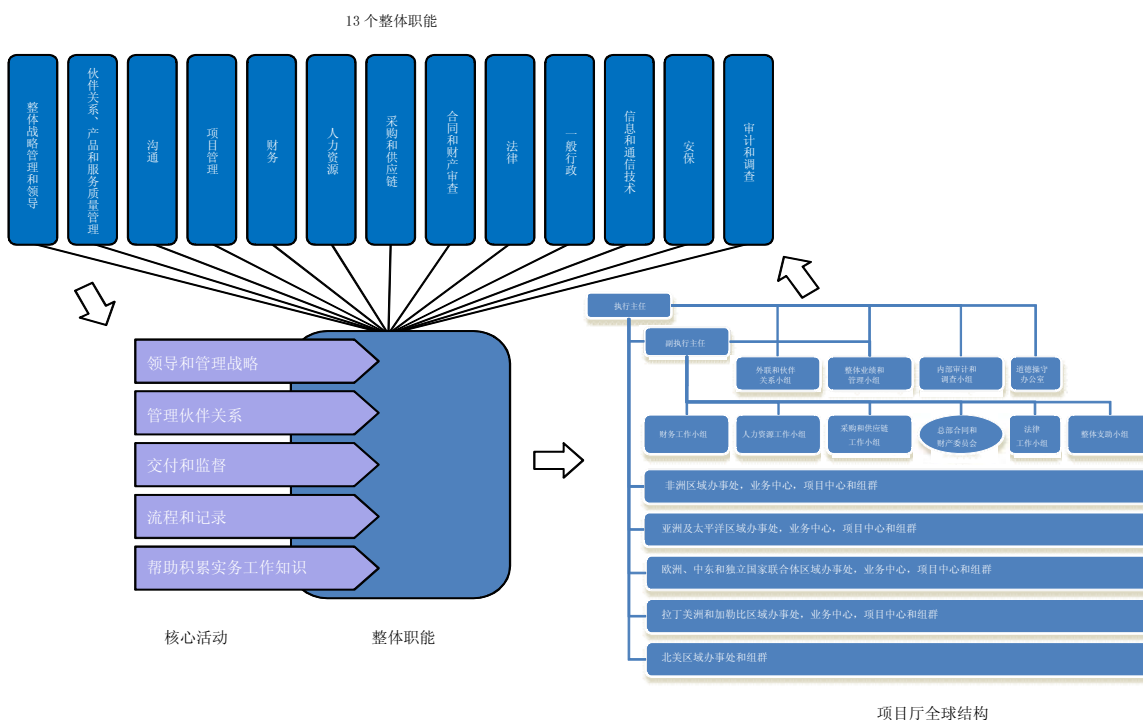 13 个整体职能
整体战略管理和领导
伙伴关系、产品和服务质量管理
沟通
项目管理
财务
人力资源
采购和供应链
合同和财产审查
法律
一般行政
信息和通信技术
安保
审计和调查
领导和管理战略
管理伙伴关系
交付和监督
流程和记录
帮助积累实务工作知识
核心活动
整体职能
执行主任
副执行主任
外联和伙伴
关系小组
整体业绩和
管理小组
内部审计和
调查小组
道德操守
办公室
财务工作小组
人力资源工作小组
采购和供应链
工作小组
总部合同和
财产委员会
法律
工作小组
整体支助小组
非洲区域办事处，业务中心，项目中心和组群
亚洲及太平洋区域办事处，业务中心，项目中心和组群
欧洲、中东和独立国家联合体区域办事处，业务中心，项目中心和组群
拉丁美洲和加勒比区域办事处，业务中心，项目中心和组群
北美区域办事处和组群
项目厅全球结构